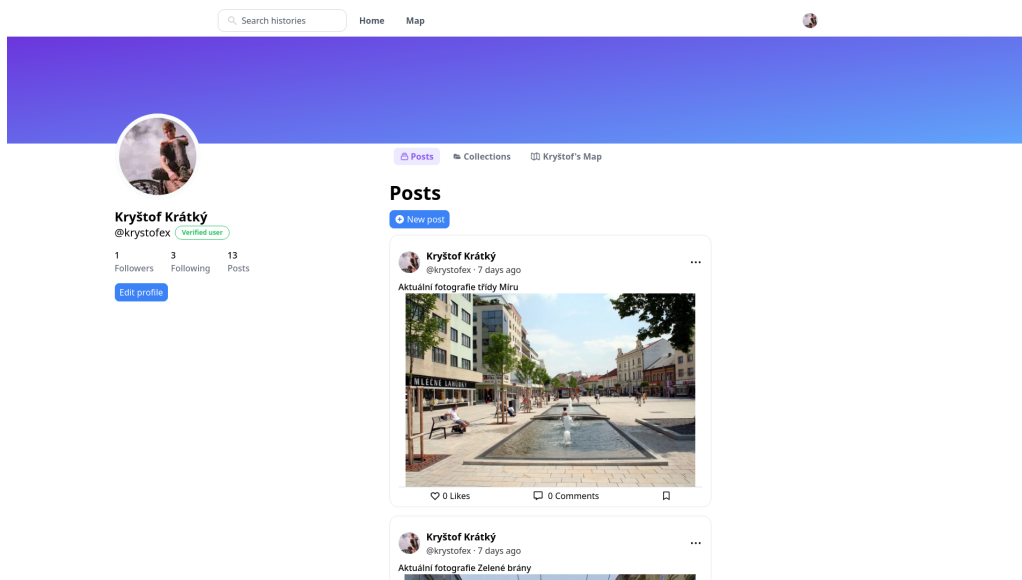 Search histories
Home
Map
Kryštof Krátký
@krystofex
Verified user
1
Followers
3
Following
13
Posts
Edit profile
Posts
Collections
Kryštof's Map
Posts
New post
Kryštof Krátký
@krystofex · 7 days ago
...
Aktuální fotografie třídy Míru
MLÉČNÉ LAHŮDKY
0 Likes
0 Comments
Kryštof Krátký
@krystofex · 7 days ago
...
Aktuální fotografie Zelené brány